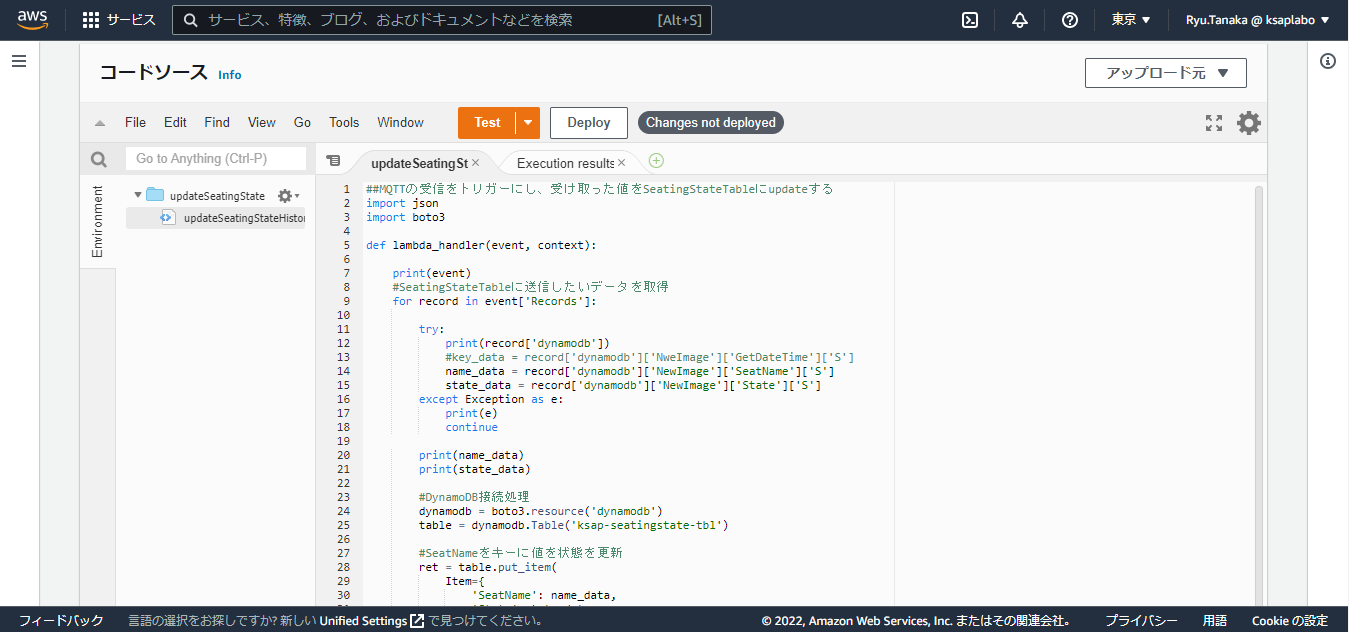 aws
サービス
サービス、特徴、ブログ、およびドキュメントなどを検索 [Alt+S]
東京 ▼
Ryu.Tanaka @ ksaplabo ▼
コードソース Info
アップロード元 ▼
File Edit Find View Go Tools Window
Test
Deploy
Changes not deployed
Go to Anything (Ctrl-P)
updateSeatingSt ×
Execution results ×
Environment
updateSeatingState
updateSeatingStateHistor
1 ##MQTTの受信をトリガーにし、受け取った値をSeatingStateTableにupdateする
2 import json
3 import boto3
4
5 def lambda_handler(event, context):
6
7 print(event)
8 #SeatingStateTableに送信したいデータを取得
9 for record in event['Records']:
10
11 try:
12 print(record['dynamodb'])
13 #key_data = record['dynamodb']['NweImage']['GetDateTime']['S']
14 name_data = record['dynamodb']['NewImage']['SeatName']['S']
15 state_data = record['dynamodb']['NewImage']['State']['S']
16 except Exception as e:
17 print(e)
18 continue
19
20 print(name_data)
21 print(state_data)
22
23 #DynamoDB接続処理
24 dynamodb = boto3.resource('dynamodb')
25 table = dynamodb.Table('ksap-seatingstate-tbl')
26
27 #SeatNameをキーに値を状態を更新
28 ret = table.put_item(
29 Item={
30 'SeatName': name_data,
フィードバック
言語の選択をお探しですか? 新しい Unified Settings で見つけてください。
© 2022, Amazon Web Services, Inc. またはその関連会社。
プライバシー
用語
Cookie の設定